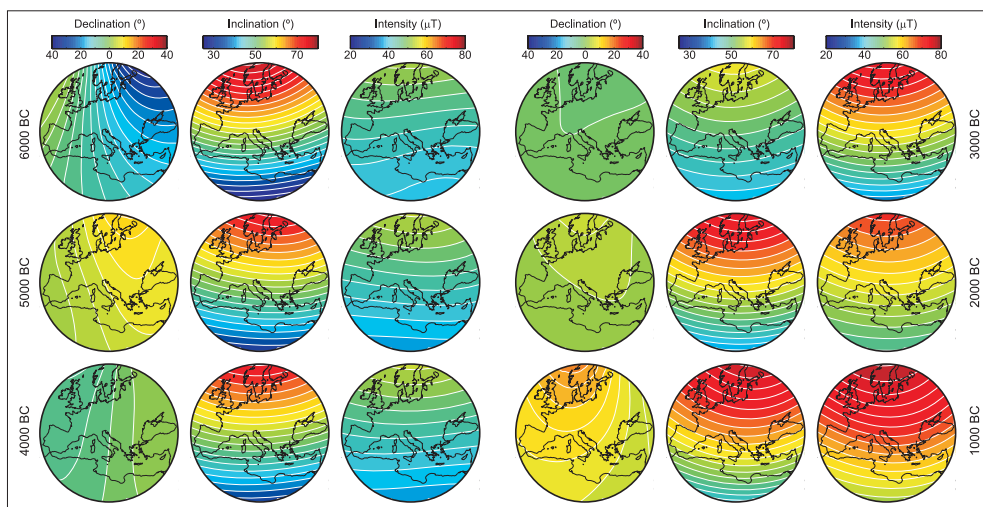 Declination (º) Inclination (º) Intensity (μT) Declination (º) Inclination (º) Intensity (μT)
40 20 0 20 40 30 50 70 20 40 60 80 40 20 0 20 40 30 50 70 20 40 60 80
60000 BC 30000 BC
5000 BC 2000 BC
4000 BC 1000 BC